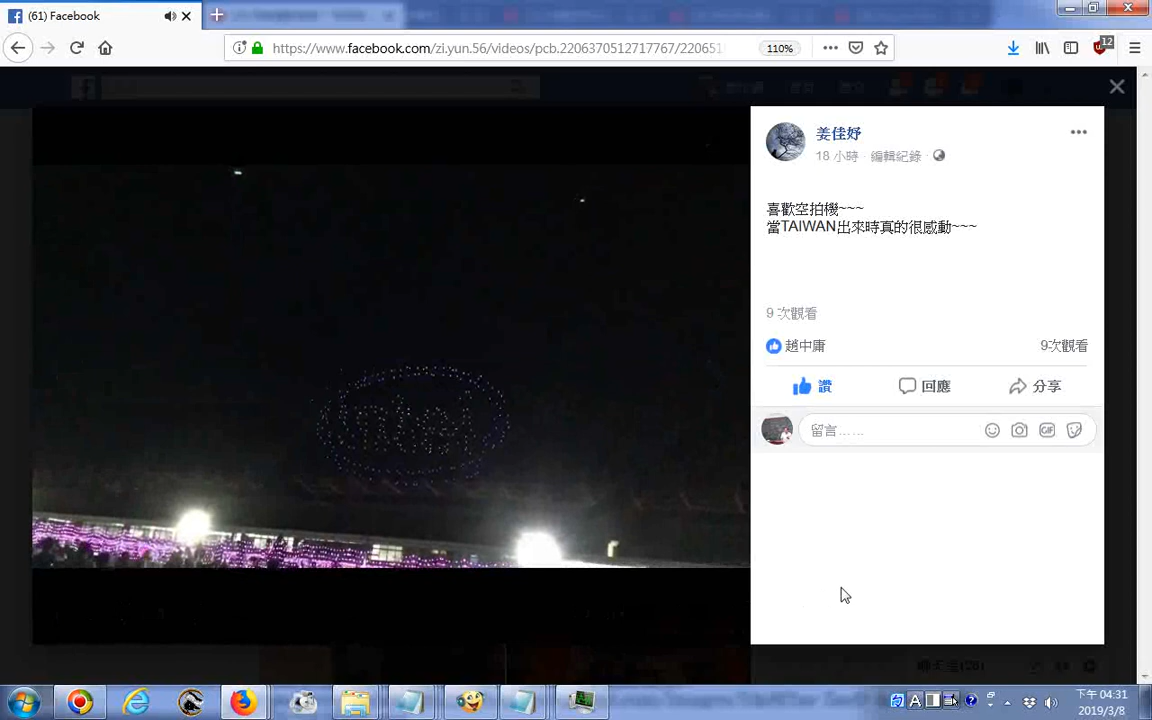 (61) Facebook
https://www.facebook.com/zi.yun.56/videos/pcb.2206370512717767/22065
110%
12
姜佳妤
18 小時 · 編輯紀錄
喜歡空拍機~~~
當TAIWAN出來時真的很感動~~~
intel
9 次觀看
趙中庸
9次觀看
讚
回應
分享
留言……
GIF
A
下午 04:31
2019/3/8